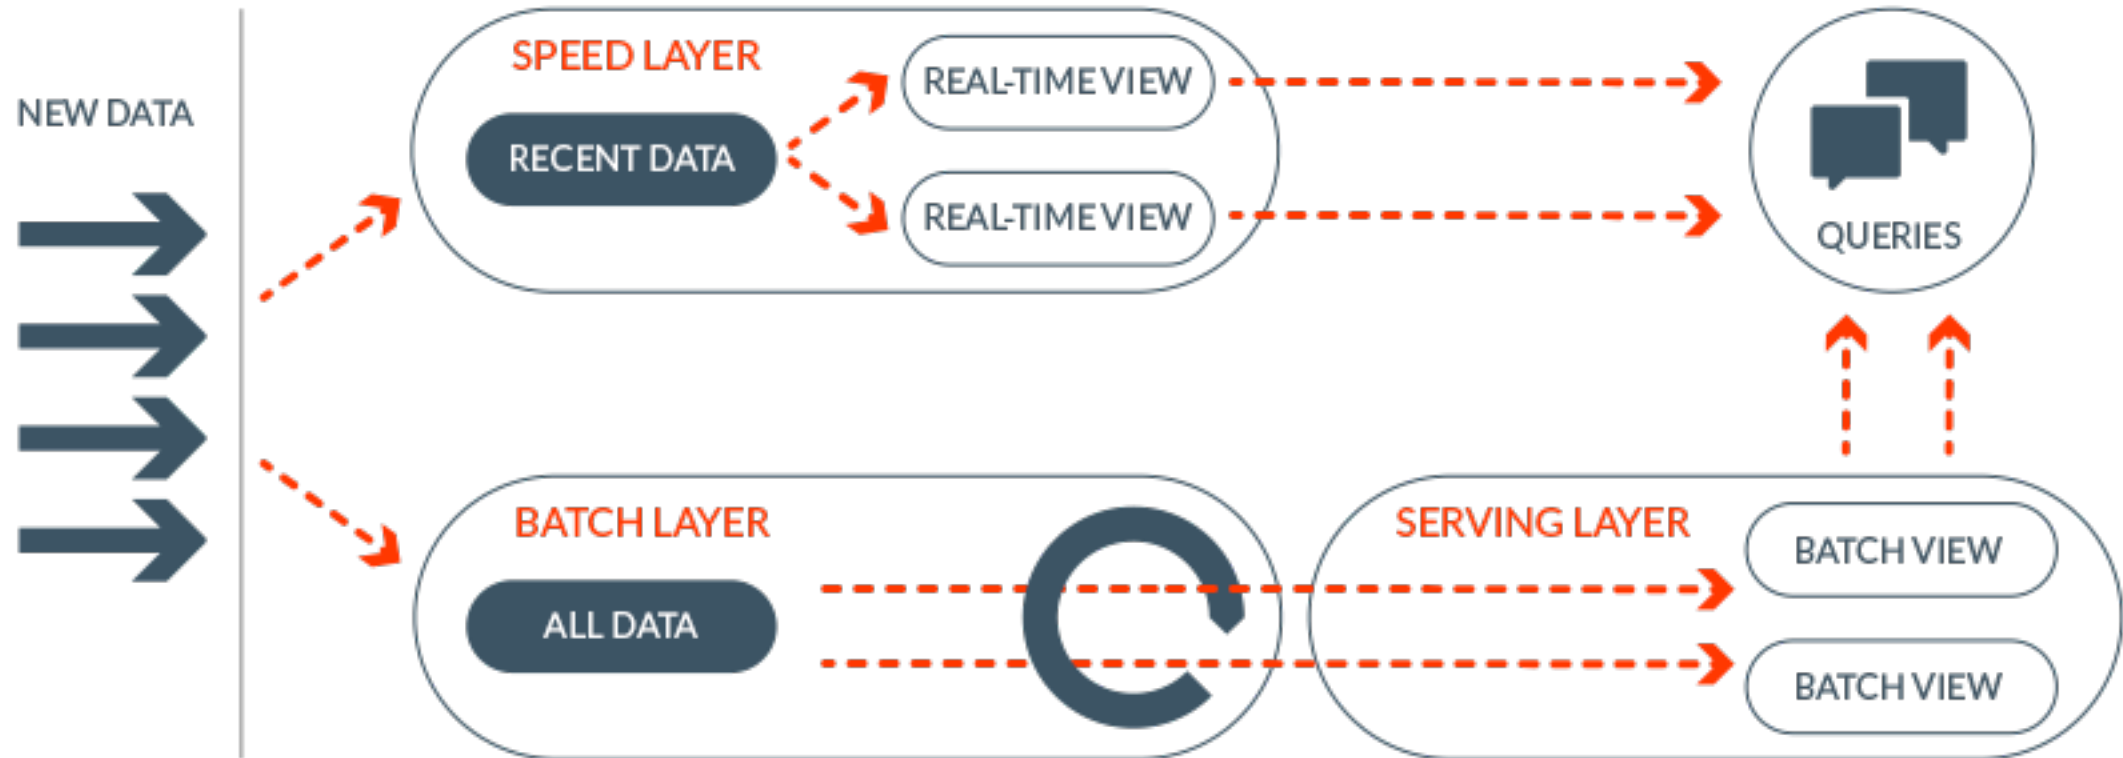 NEW DATA
SPEED LAYER
RECENT DATA
REAL-TIME VIEW
REAL-TIME VIEW
QUERIES
BATCH LAYER
ALL DATA
SERVING LAYER
BATCH VIEW
BATCH VIEW